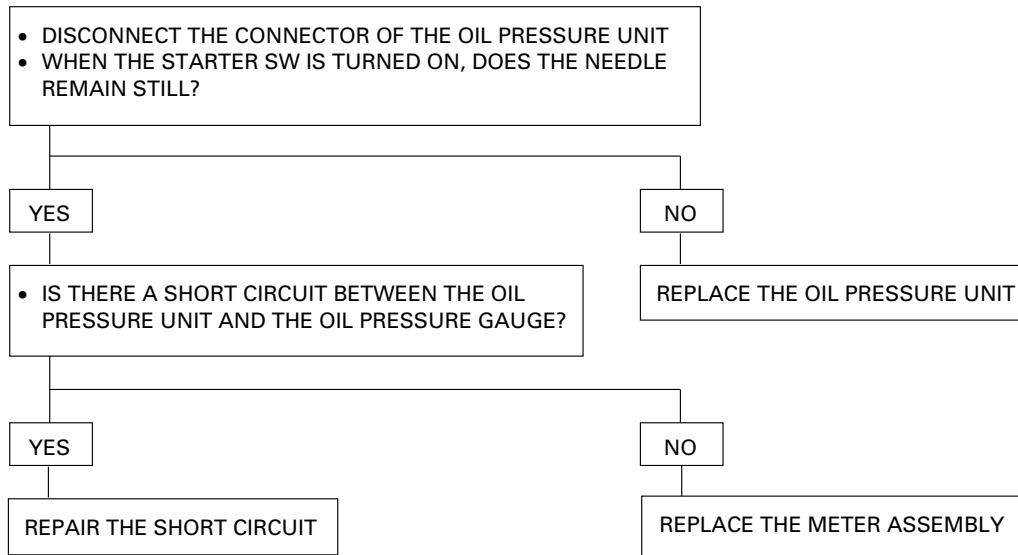 • DISCONNECT THE CONNECTOR OF THE OIL PRESSURE UNIT
• WHEN THE STARTER SW IS TURNED ON, DOES THE NEEDLE
REMAIN STILL?
YES
NO
• IS THERE A SHORT CIRCUIT BETWEEN THE OIL
PRESSURE UNIT AND THE OIL PRESSURE GAUGE?
REPLACE THE OIL PRESSURE UNIT
YES
NO
REPAIR THE SHORT CIRCUIT
REPLACE THE METER ASSEMBLY